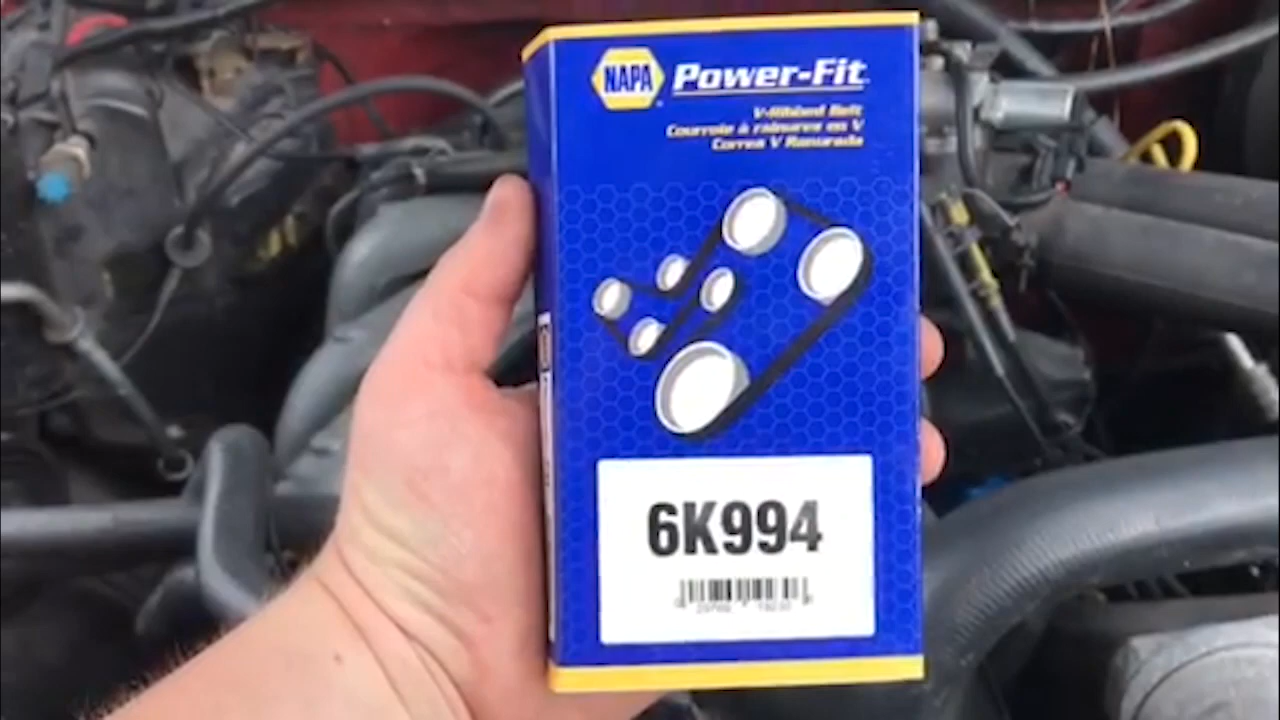 NAPA
Power-Fit
V-Ribbed Belt
Courroie à rainures en V
Correa V Ranurada
6K994